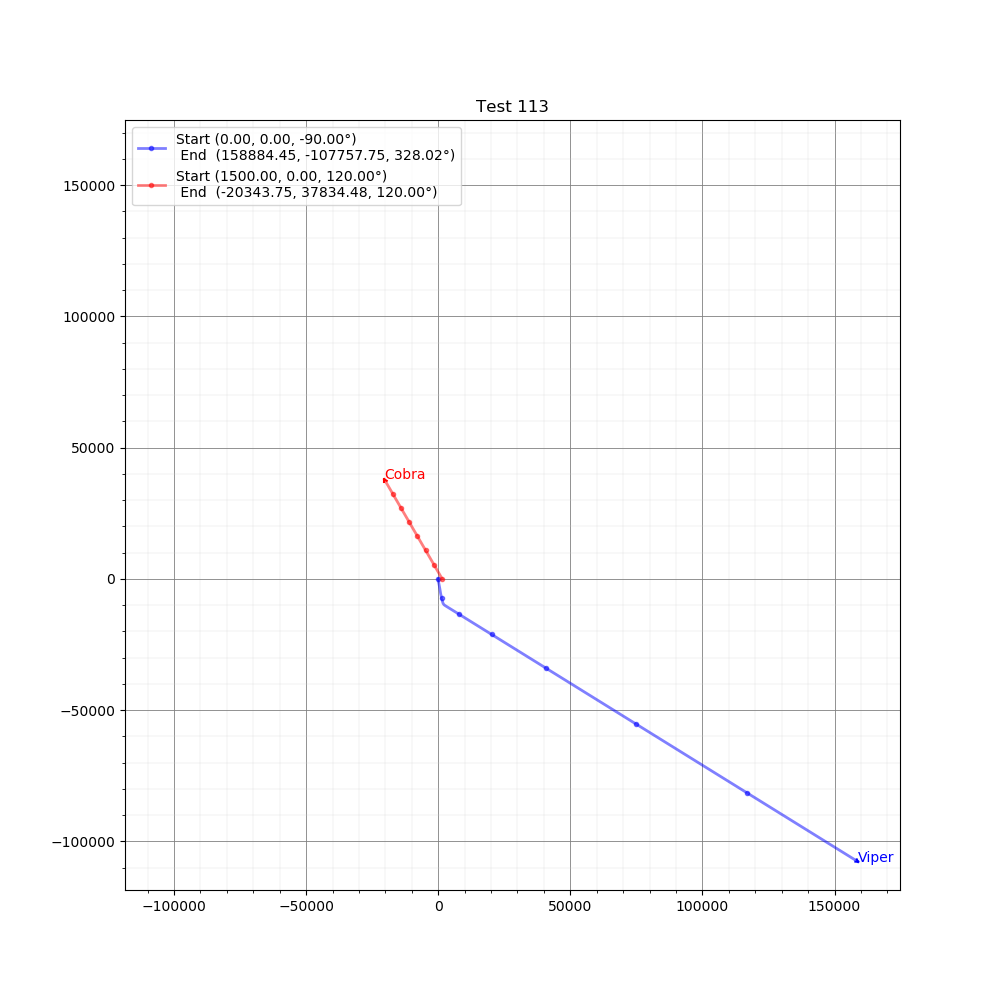 Test 113
Start (0.00, 0.00, -90.00°)
End  (158884.45, -107757.75, 328.02°)
Start (1500.00, 0.00, 120.00°)
End  (-20343.75, 37834.48, 120.00°)
150000
100000
50000
0
−50000
−100000
Cobra
Viper
−100000
−50000
0
50000
100000
150000